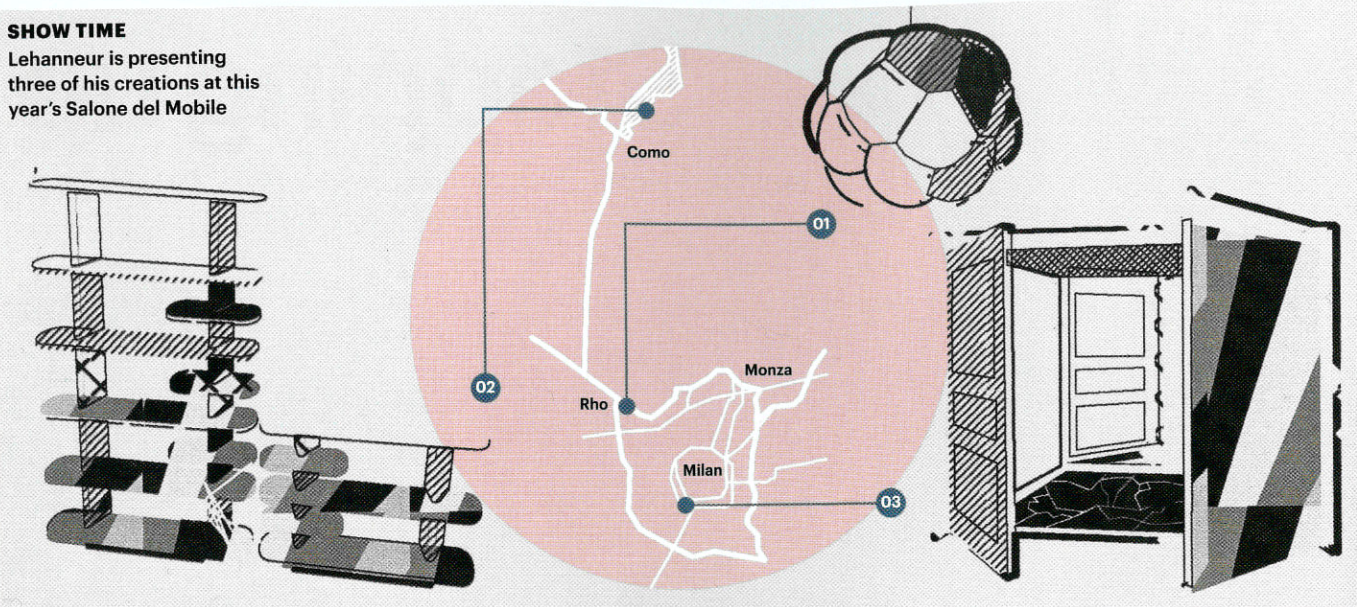 SHOW TIME
Lehanneur is presenting
three of his creations at this
year's Salone del Mobile
Como
01
02
Monza
Rho
Milan
03